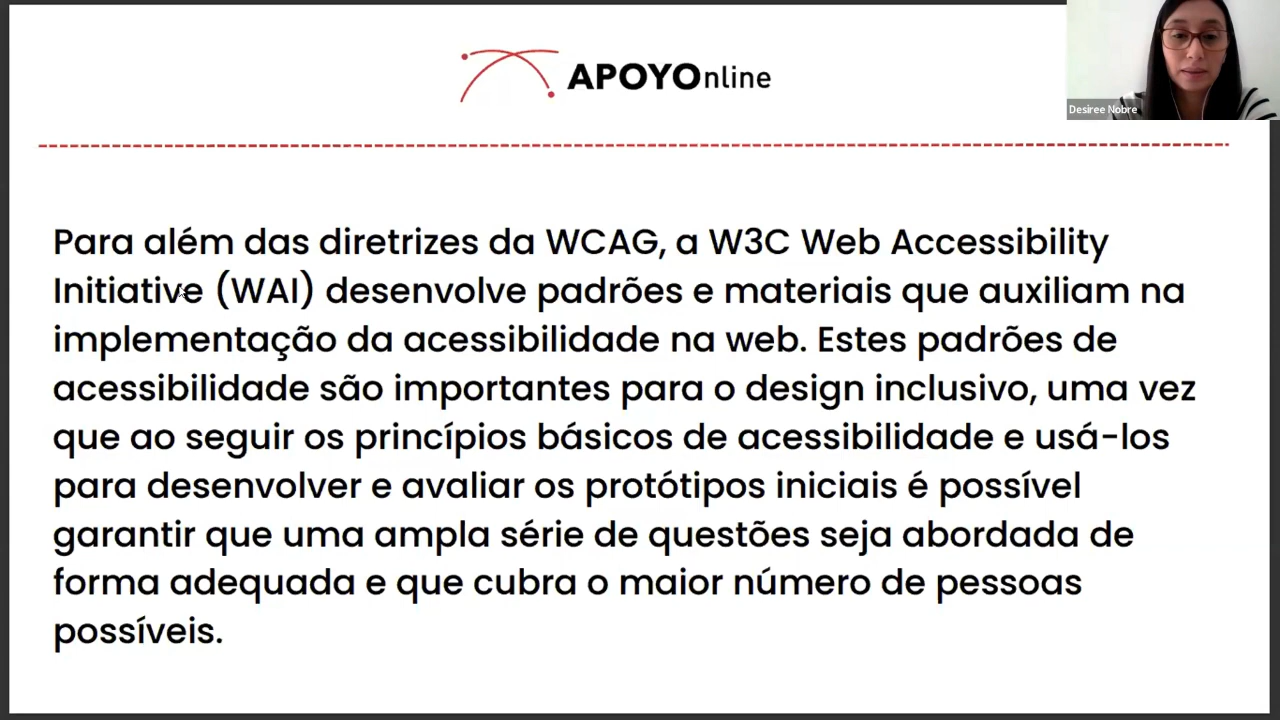 APOYOnline
Desiree Nobre
Para além das diretrizes da WCAG, a W3C Web Accessibility
Initiative (WAI) desenvolve padrões e materiais que auxiliam na
implementação da acessibilidade na web. Estes padrões de
acessibilidade são importantes para o design inclusivo, uma vez
que ao seguir os princípios básicos de acessibilidade e usá-los
para desenvolver e avaliar os protótipos iniciais é possível
garantir que uma ampla série de questões seja abordada de
forma adequada e que cubra o maior número de pessoas
possíveis.